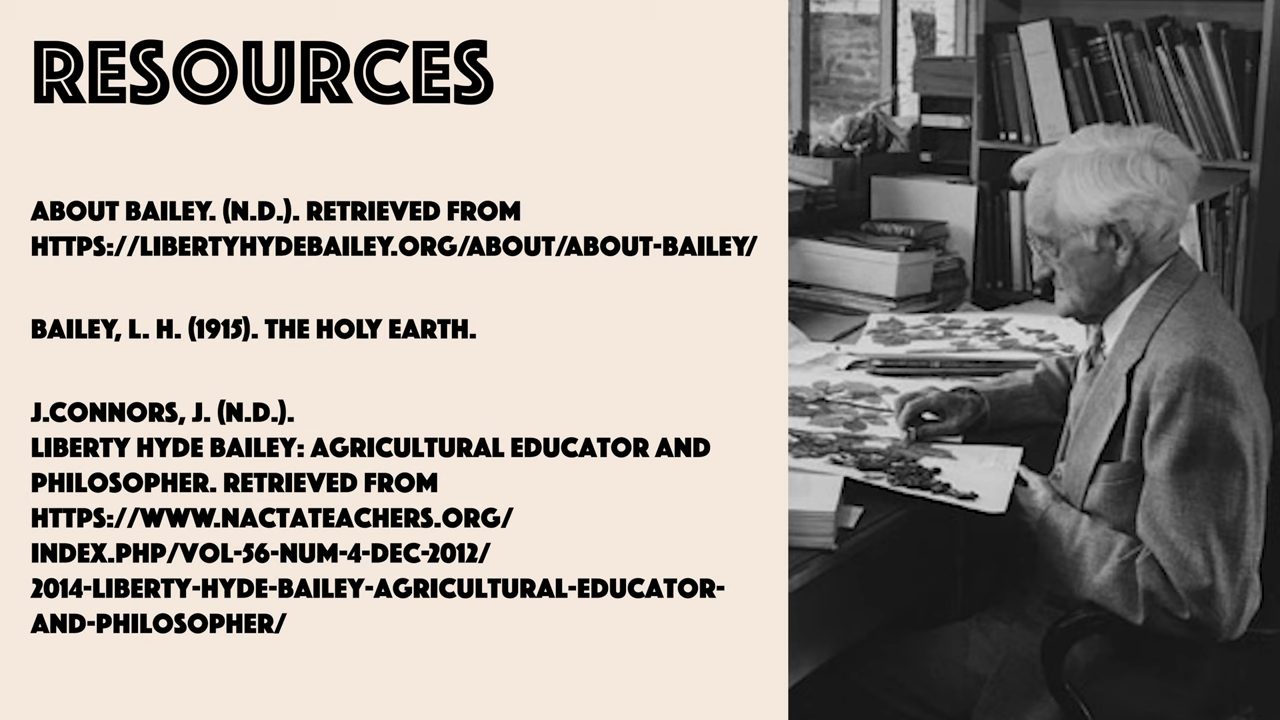 RESOURCES
ABOUT BAILEY. (N.D.). RETRIEVED FROM
HTTPS://LIBERTYHYDEBAILEY.ORG/ABOUT/ABOUT-BAILEY/
BAILEY, L. H. (1915). THE HOLY EARTH.
J.CONNORS, J. (N.D.).
LIBERTY HYDE BAILEY: AGRICULTURAL EDUCATOR AND
PHILOSOPHER. RETRIEVED FROM
HTTPS://WWW.NACTATEACHERS.ORG/
INDEX.PHP/VOL-56-NUM-4-DEC-2012/
2014-LIBERTY-HYDE-BAILEY-AGRICULTURAL-EDUCATOR-
AND-PHILOSOPHER/